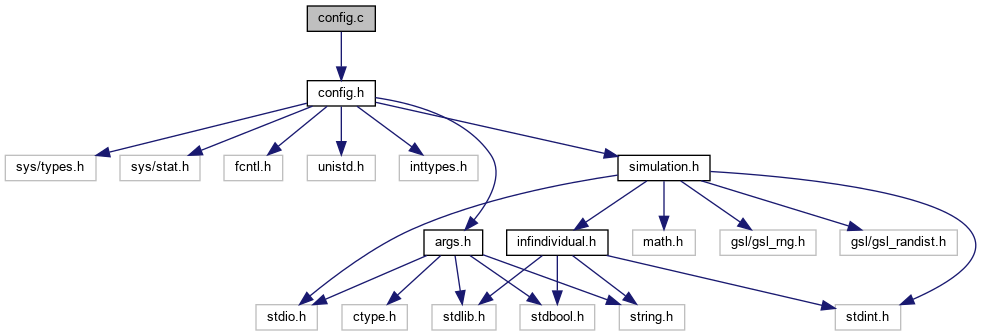 config.c
config.h
sys/types.h
sys/stat.h
fcntl.h
unistd.h
inttypes.h
simulation.h
args.h
infindividual.h
math.h
gsl/gsl_rng.h
gsl/gsl_randist.h
stdio.h
ctype.h
stdlib.h
stdbool.h
string.h
stdint.h